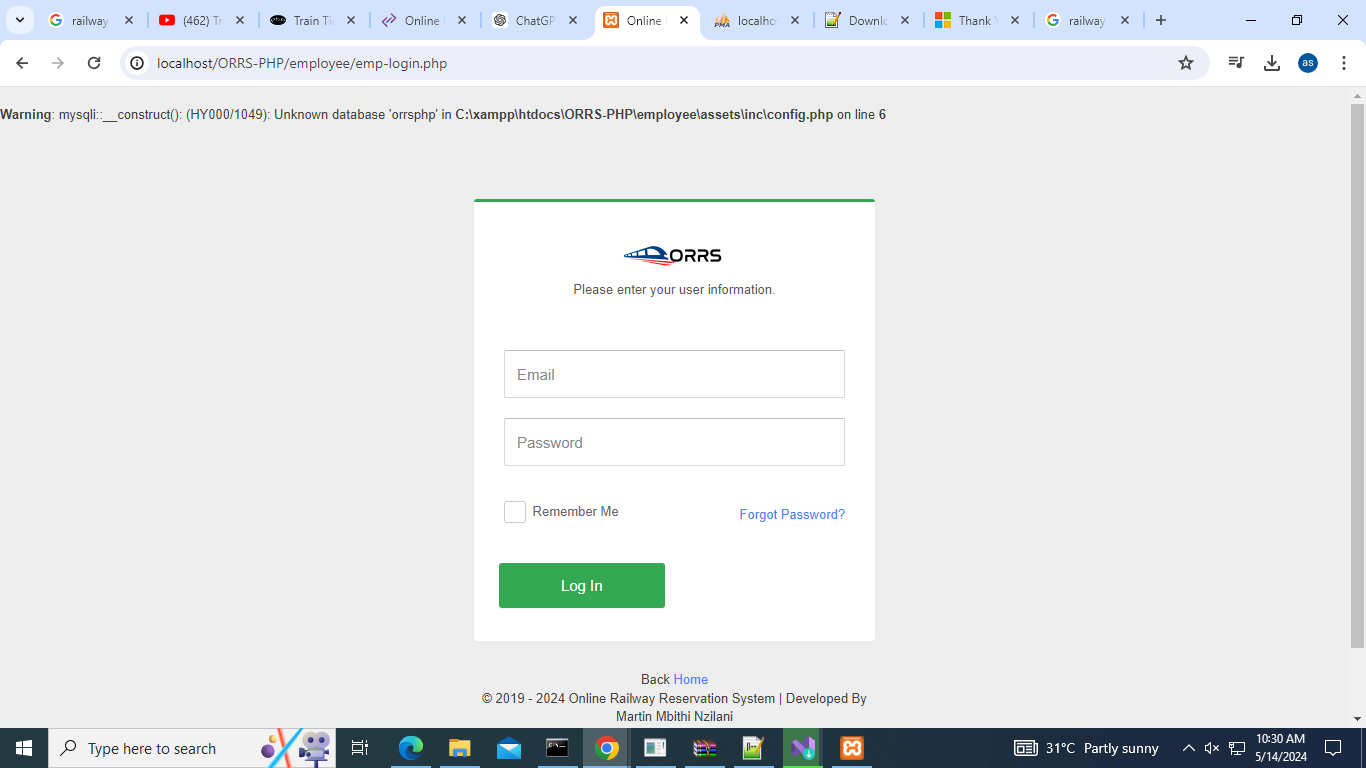 railway
(462) Tr
Train Tic
Online
ChatGP
Online
localho
Downlo
Thank
railway
localhost/ORRS-PHP/employee/emp-login.php
as
Warning: mysqli::__construct(): (HY000/1049): Unknown database 'orrsphp' in C:\xampp\htdocs\ORRS-PHP\employee\assets\inc\config.php on line 6
ORRS
Please enter your user information.
Email
Password
Remember Me
Forgot Password?
Log In
Back Home
© 2019 - 2024 Online Railway Reservation System | Developed By
Martin Mbithi Nzilani
Type here to search
31°C Partly sunny
10:30 AM
5/14/2024